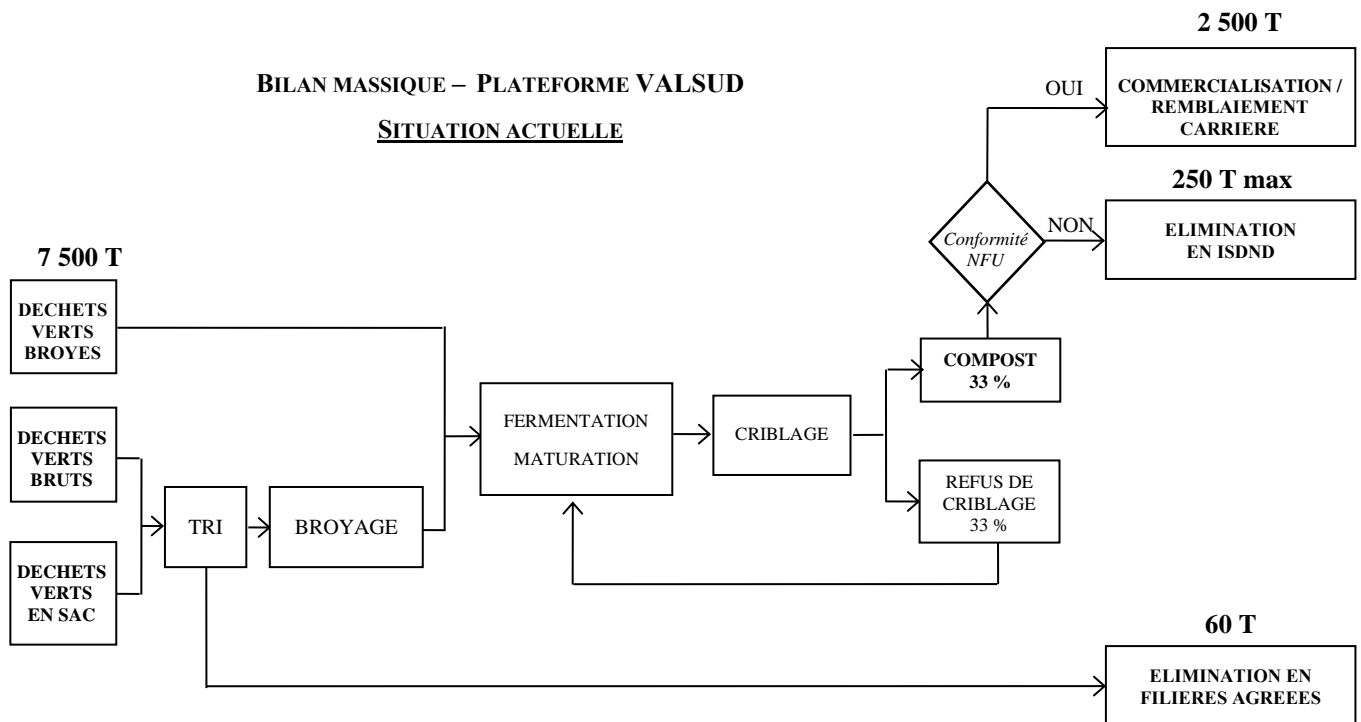 2 500 T
BILAN MASSIQUE – PLATEFORME VALSUD
SITUATION ACTUELLE
OUI
COMMERCIALISATION /
REMBLAIEMENT
CARRIERE
250 T max
NON
ELIMINATION
EN ISDND
Conformité
NFU
7 500 T
DECHETS
VERTS
BROYES
COMPOST
33 %
FERMENTATION
MATURATION
CRIBLAGE
DECHETS
VERTS
BRUTS
REFUS DE
CRIBLAGE
33 %
TRI
BROYAGE
DECHETS
VERTS
EN SAC
60 T
ELIMINATION EN
FILIERES AGREEES